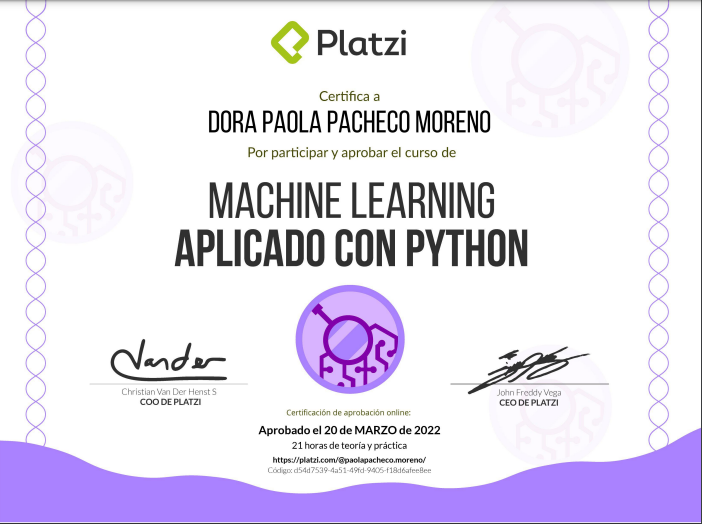 Platzi
Certifica a
DORA PAOLA PACHECO MORENO
Por participar y aprobar el curso de
MACHINE LEARNING
APLICADO CON PYTHON
Vander
Christian Van Der Henst S
COO DE PLATZI
John Freddy Vega
CEO DE PLATZI
Certificación de aprobación online:
Aprobado el 20 de MARZO de 2022
21 horas de teoría y práctica
https://platzi.com/@paolapacheco.moreno/
Código: d54d7539-4a51-49fd-9405-f18d6afee8ee